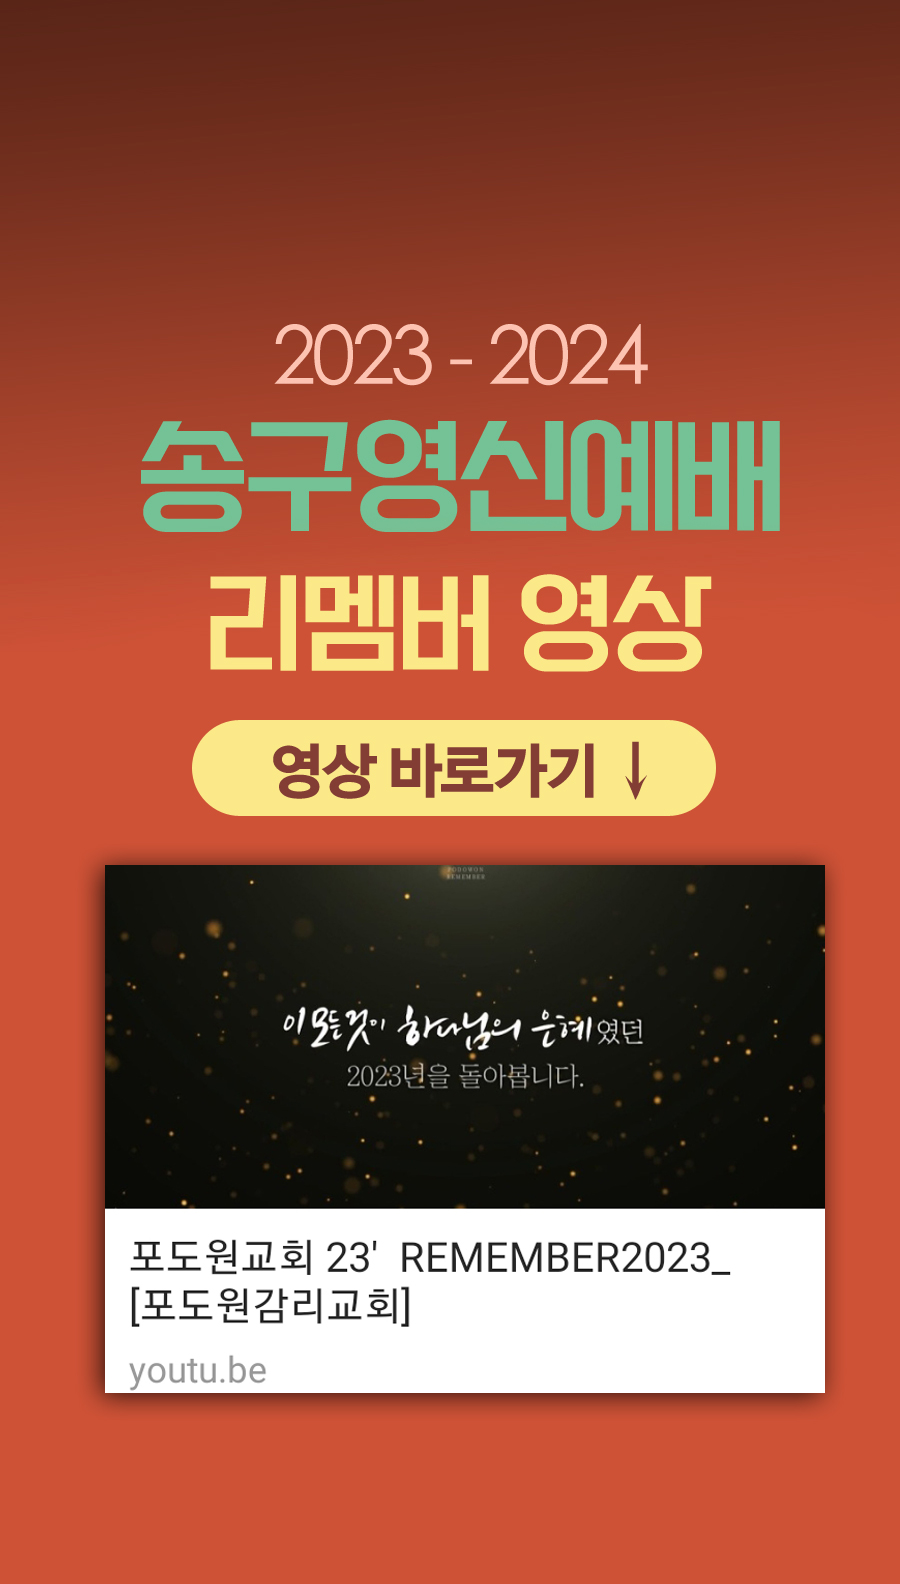 2023 - 2024
송구영신예배
리멤버 영상
영상 바로가기 ↓
PODOWON
REMEMBER
이 모든 것이 하나님의 은혜였던
2023년을 돌아봅니다.
포도원교회 23' REMEMBER2023_
[포도원감리교회]
youtu.be